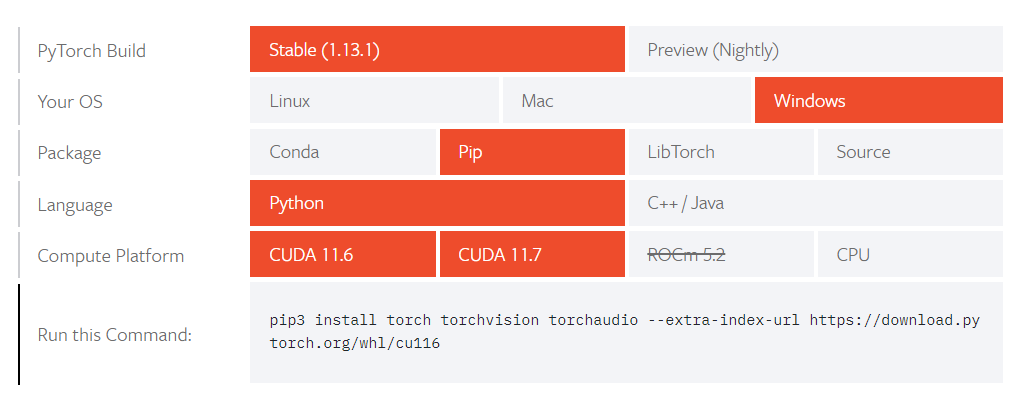 PyTorch Build
Stable (1.13.1)
Preview (Nightly)
Your OS
Linux
Mac
Windows
Package
Conda
Pip
LibTorch
Source
Language
Python
C++ / Java
Compute Platform
CUDA 11.6
CUDA 11.7
ROCm 5.2
CPU
Run this Command:
pip3 install torch torchvision torchaudio --extra-index-url https://download.py
torch.org/whl/cu116